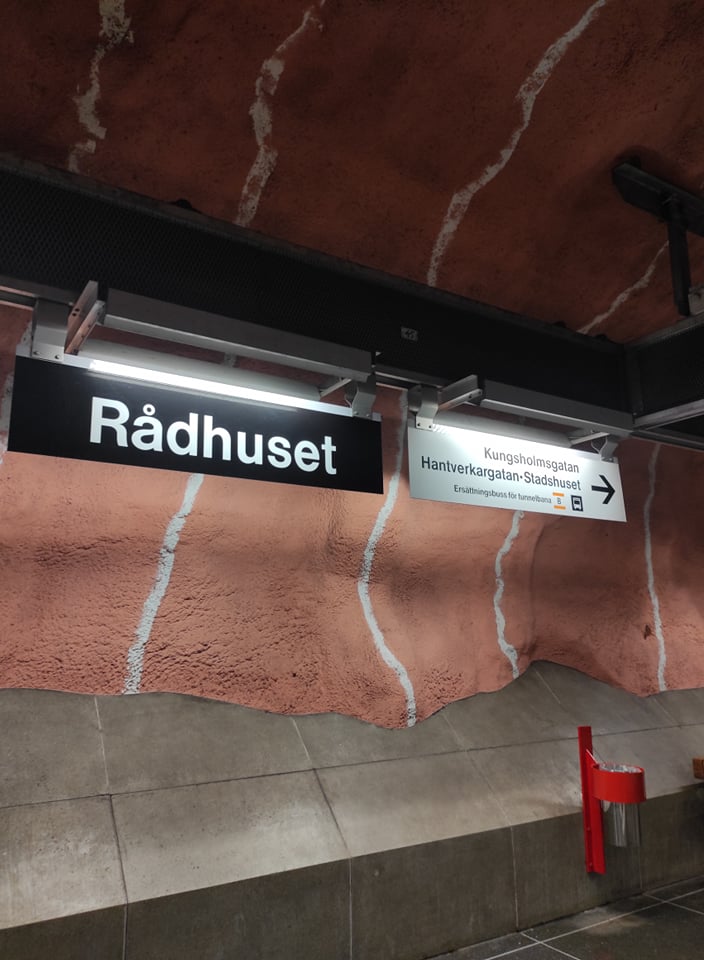 Rådhuset
Kungsholmsgatan
Hantverkargatan•Stadshuset
Ersättningsbuss för tunnelbana B